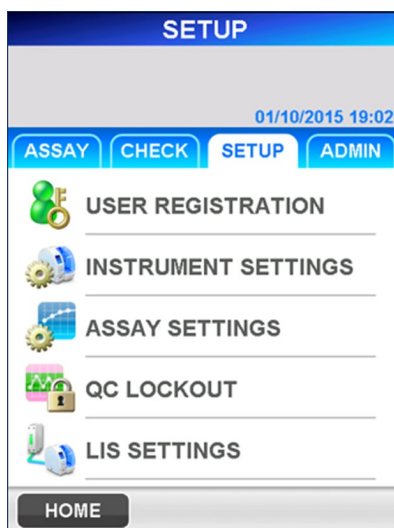 SETUP
01/10/2015 19:02
ASSAY CHECK SETUP ADMIN
USER REGISTRATION
INSTRUMENT SETTINGS
ASSAY SETTINGS
QC LOCKOUT
LIS SETTINGS
HOME